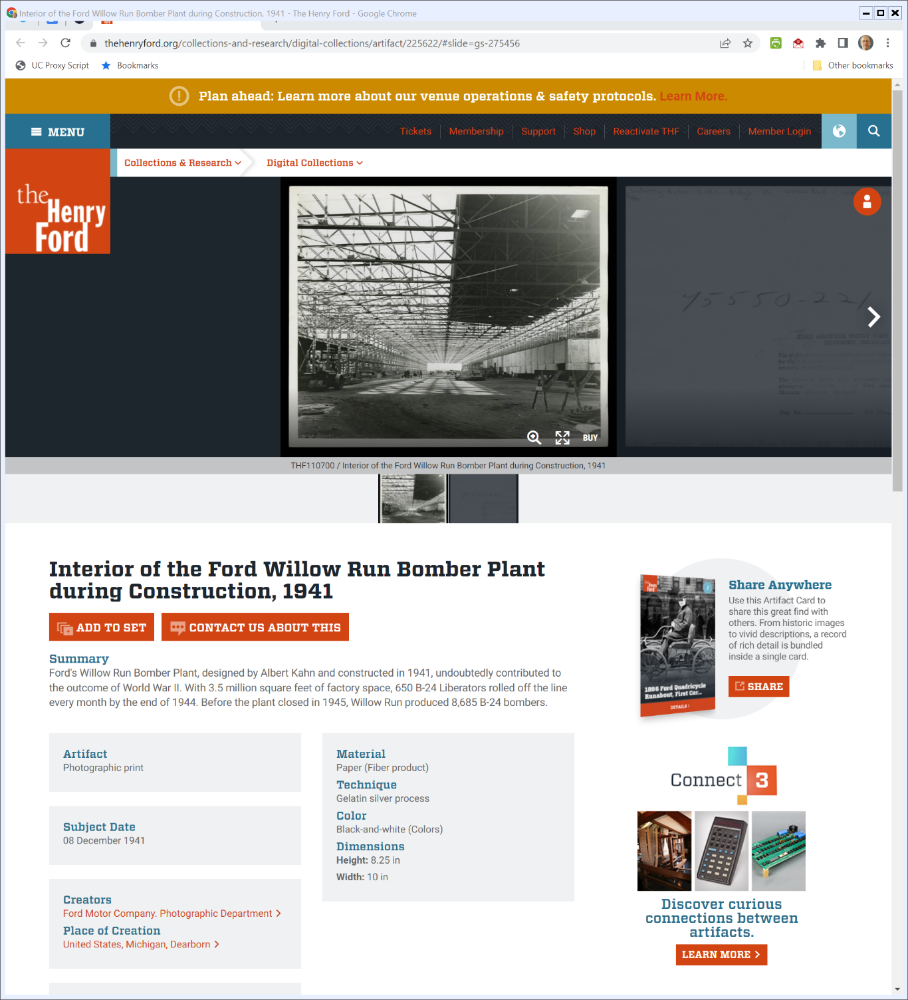 Interior of the Ford Willow Run Bomber Plant during Construction, 1941 - The Henry Ford - Google Chrome
thehenryford.org/collections-and-research/digital-collections/artifact/225622/#slide=gs-275456
UC Proxy Script
Bookmarks
Other bookmarks
Plan ahead: Learn more about our venue operations & safety protocols. Learn More.
MENU
Tickets
Membership
Support
Shop
Reactivate THF
Careers
Member Login
Collections & Research
Digital Collections
the
Henry
Ford
45550-221
FORD ARCHIVES, HENRY FORD
DEARBORN, MICHIGAN
BUY
THF110700 / Interior of the Ford Willow Run Bomber Plant during Construction, 1941
Interior of the Ford Willow Run Bomber Plant
during Construction, 1941
ADD TO SET
CONTACT US ABOUT THIS
Summary
Ford's Willow Run Bomber Plant, designed by Albert Kahn and constructed in 1941, undoubtedly contributed to
the outcome of World War II. With 3.5 million square feet of factory space, 650 B-24 Liberators rolled off the line
every month by the end of 1944. Before the plant closed in 1945, Willow Run produced 8,685 B-24 bombers.
Artifact
Photographic print
Subject Date
08 December 1941
Creators
Ford Motor Company. Photographic Department
Place of Creation
United States, Michigan, Dearborn
Material
Paper (Fiber product)
Technique
Gelatin silver process
Color
Black-and-white (Colors)
Dimensions
Height: 8.25 in
Width: 10 in
the
Henry
Ford
1896 Ford Quadricycle
Runabout, First Car...
DETAILS
Share Anywhere
Use this Artifact Card to
share this great find with
others. From historic images
to vivid descriptions, a record
of rich detail is bundled
inside a single card.
SHARE
Connect 3
Discover curious
connections between
artifacts.
LEARN MORE